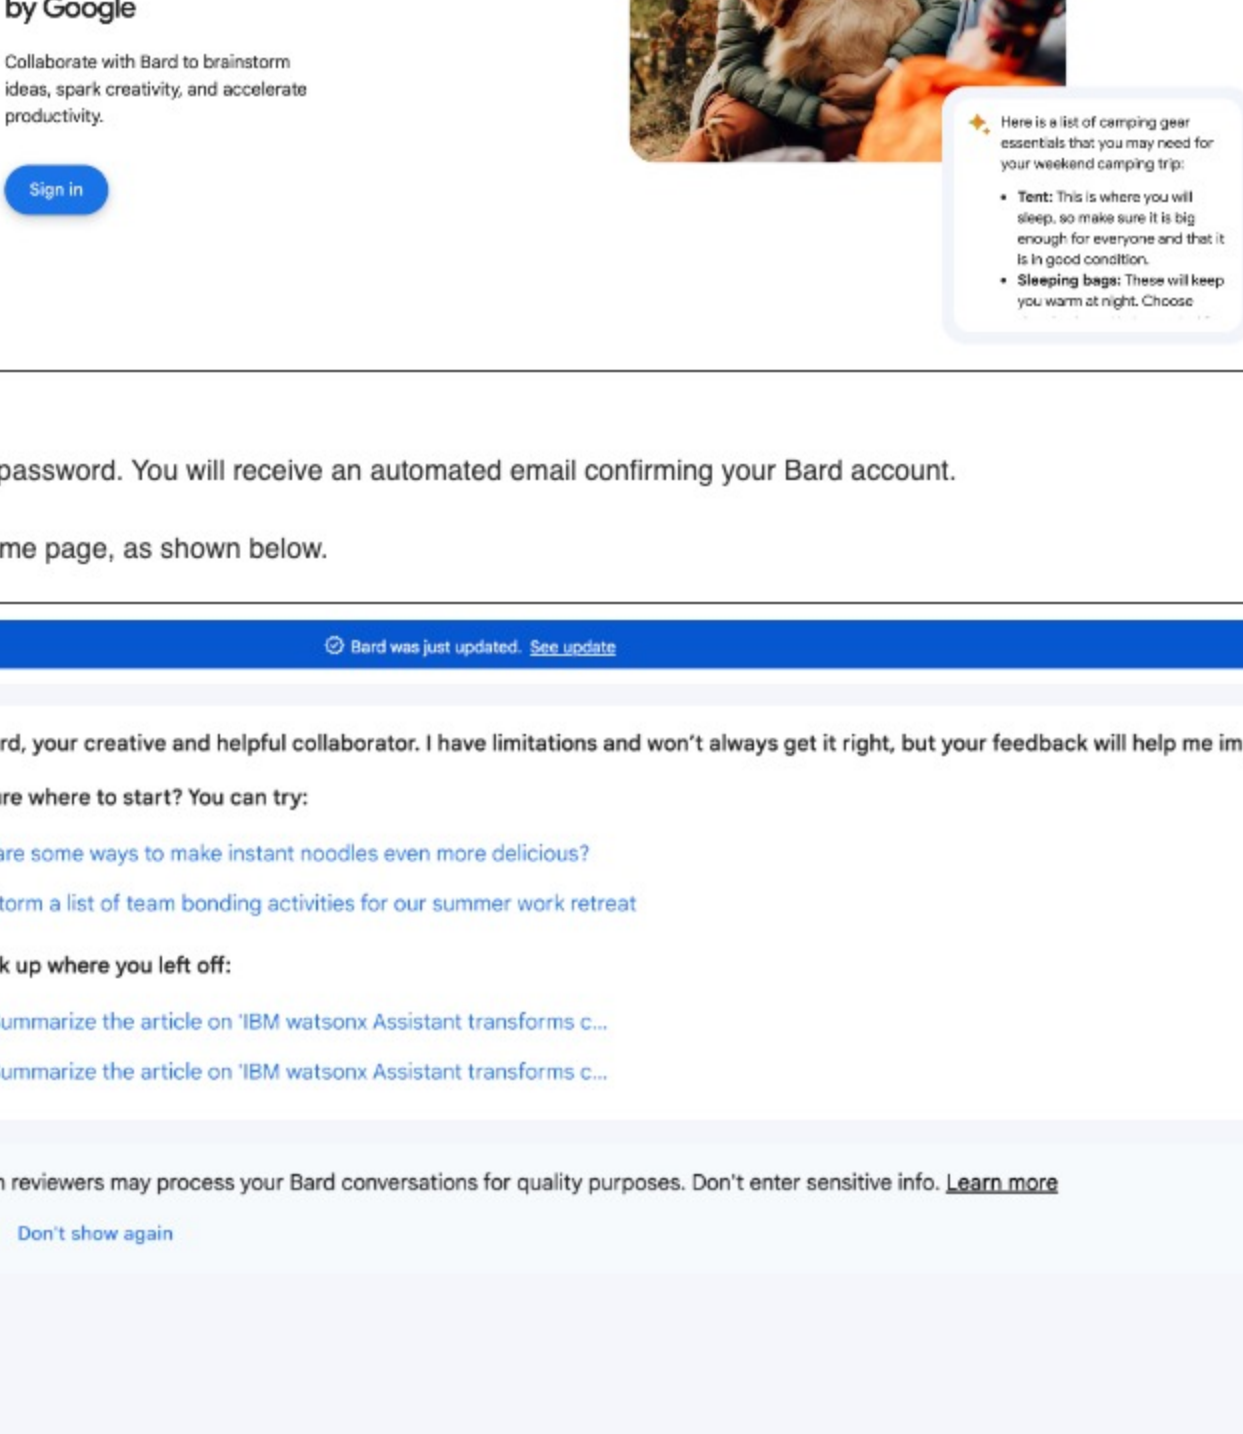 by Google
Collaborate with Bard to brainstorm
ideas, spark creativity, and accelerate
productivity.
Sign in
Here is a list of camping gear
essentials that you may need for
your weekend camping trip:
• Tent: This is where you will
sleep, so make sure it is big
enough for everyone and that it
is in good condition.
• Sleeping bags: These will keep
you warm at night. Choose
password. You will receive an automated email confirming your Bard account.
me page, as shown below.
Bard was just updated. See update
rd, your creative and helpful collaborator. I have limitations and won't always get it right, but your feedback will help me im
re where to start? You can try:
are some ways to make instant noodles even more delicious?
torm a list of team bonding activities for our summer work retreat
k up where you left off:
ummarize the article on 'IBM watsonx Assistant transforms c...
ummarize the article on 'IBM watsonx Assistant transforms c...
n reviewers may process your Bard conversations for quality purposes. Don't enter sensitive info. Learn more
Don't show again